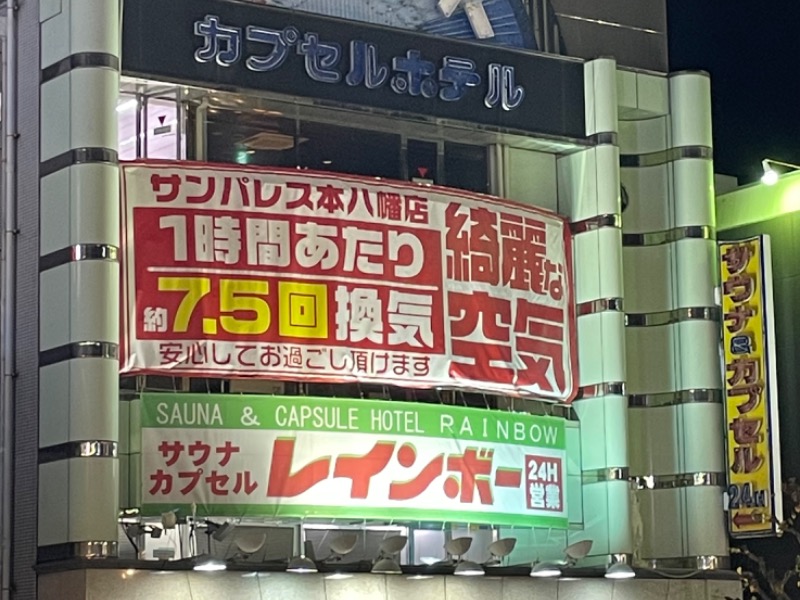 カプセルホテル
サンパレス本八幡店
1時間あたり
約7.5回換気
安心してお過ごし頂けます
綺麗な
空気
SAUNA & CAPSULE HOTEL RAINBOW
サウナ
カプセル
レインボー
24H
営業
サウナ&カプセル
24H